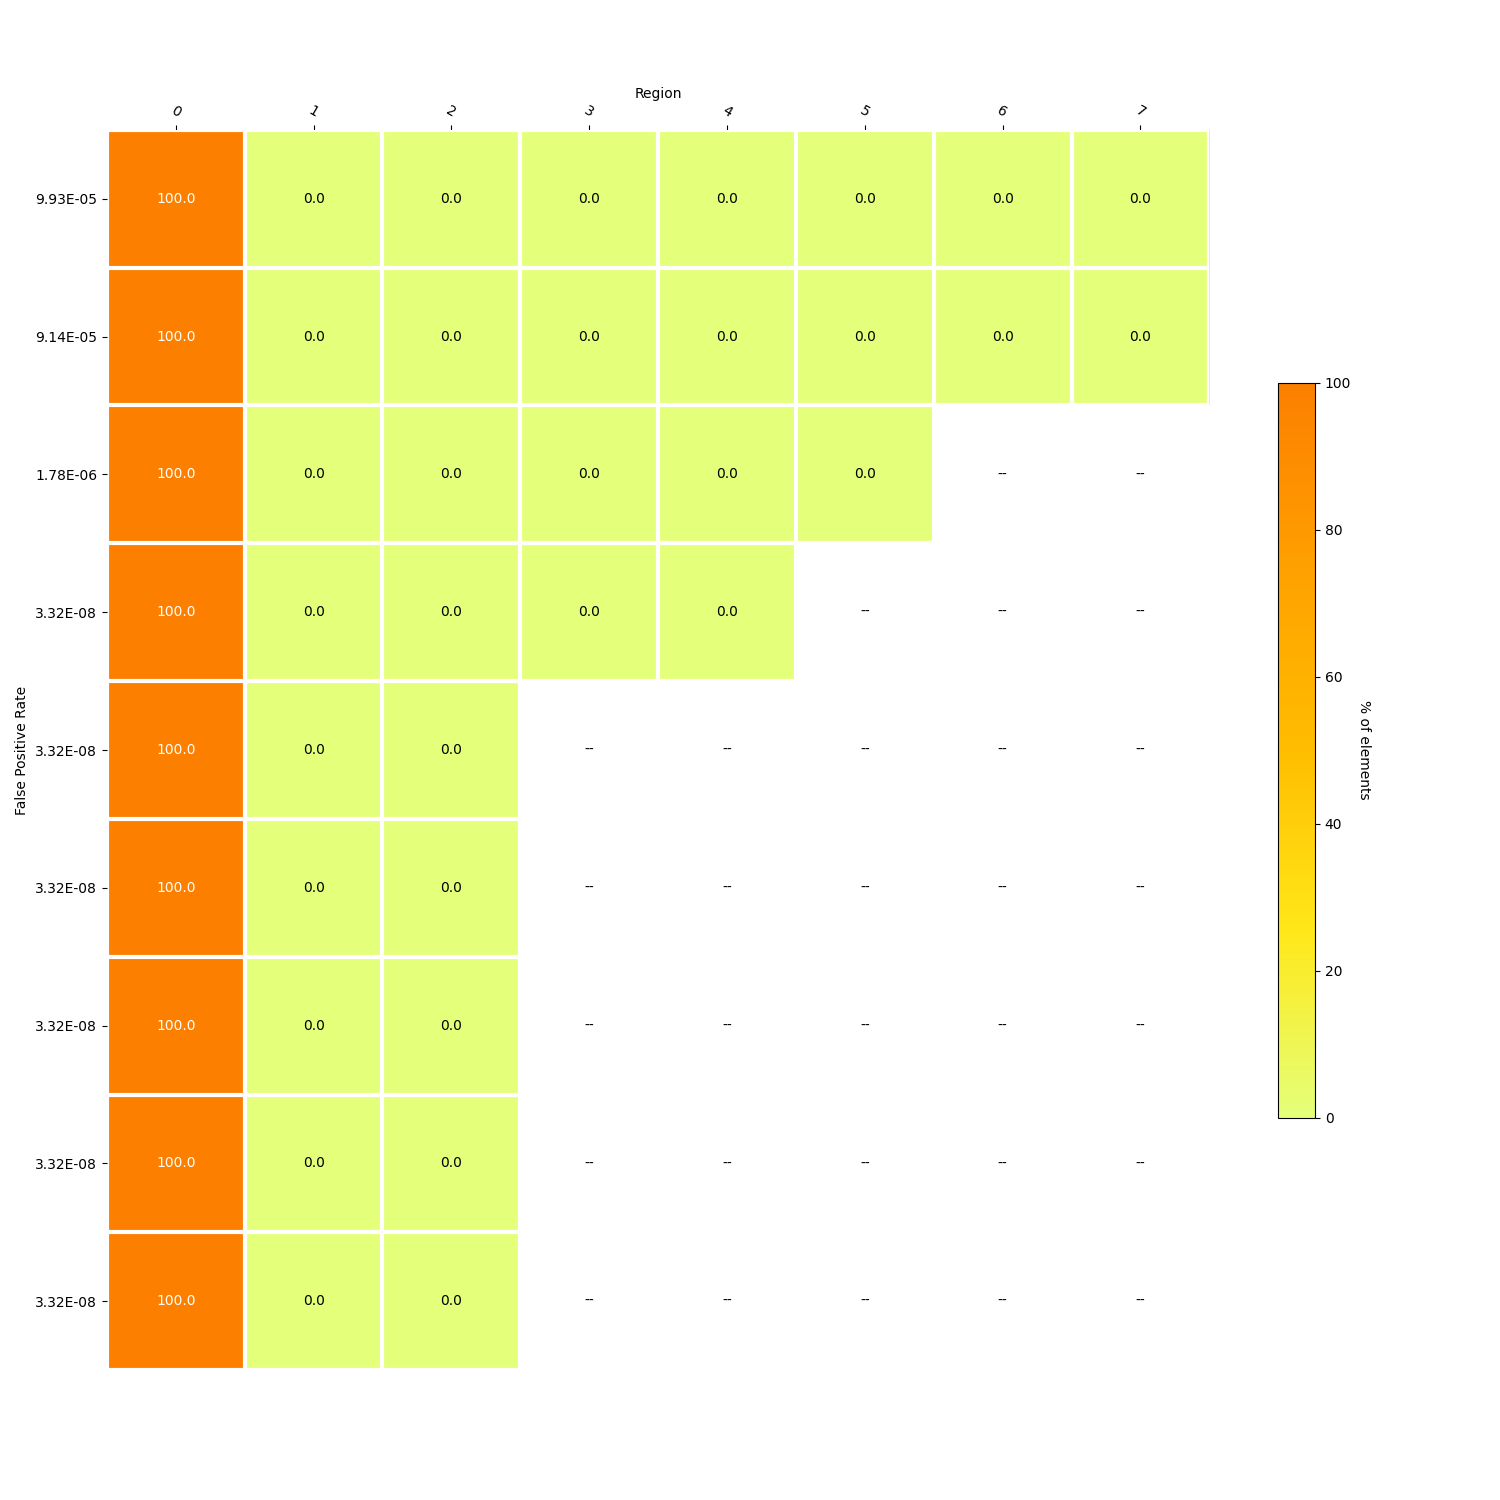 Region
0 1 2 3 4 5 6 7
9.93E-05 100.0 0.0 0.0 0.0 0.0 0.0 0.0 0.0
9.14E-05 100.0 0.0 0.0 0.0 0.0 0.0 0.0 0.0
1.78E-06 100.0 0.0 0.0 0.0 0.0 0.0 -- --
3.32E-08 100.0 0.0 0.0 0.0 0.0 -- -- --
3.32E-08 100.0 0.0 0.0 -- -- -- -- --
3.32E-08 100.0 0.0 0.0 -- -- -- -- --
3.32E-08 100.0 0.0 0.0 -- -- -- -- --
3.32E-08 100.0 0.0 0.0 -- -- -- -- --
3.32E-08 100.0 0.0 0.0 -- -- -- -- --
False Positive Rate
100
80
60
40
20
0
% of elements